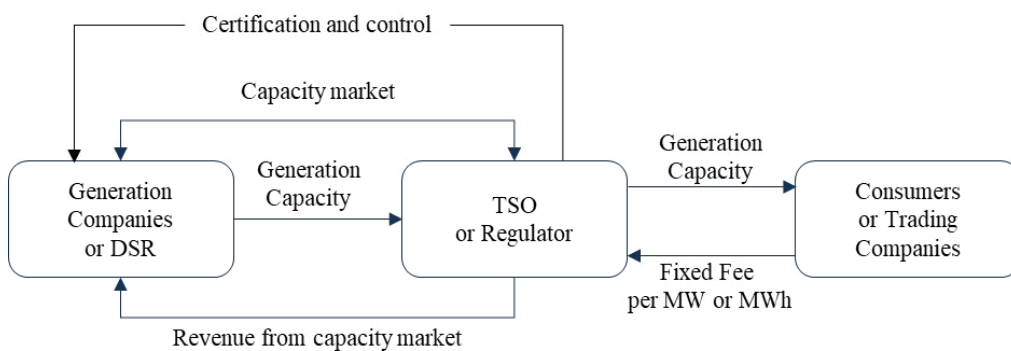 Certification and control
Capacity market
Generation
Capacity
Generation
Capacity
Generation
Companies
or DSR
TSO
or Regulator
Consumers
or Trading
Companies
Fixed Fee
per MW or MWh
Revenue from capacity market